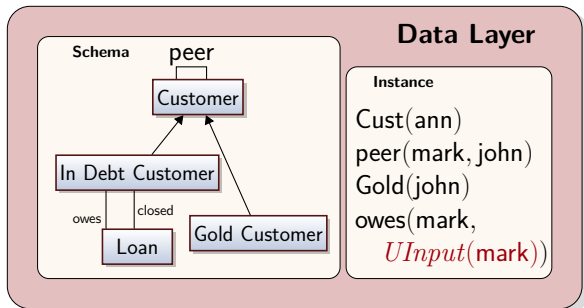 Data Layer
Schema
peer
Customer
In Debt Customer
owes
closed
Loan
Gold Customer
Instance
Cust(ann)
peer(mark, john)
Gold(john)
owes(mark,
UInput(mark))